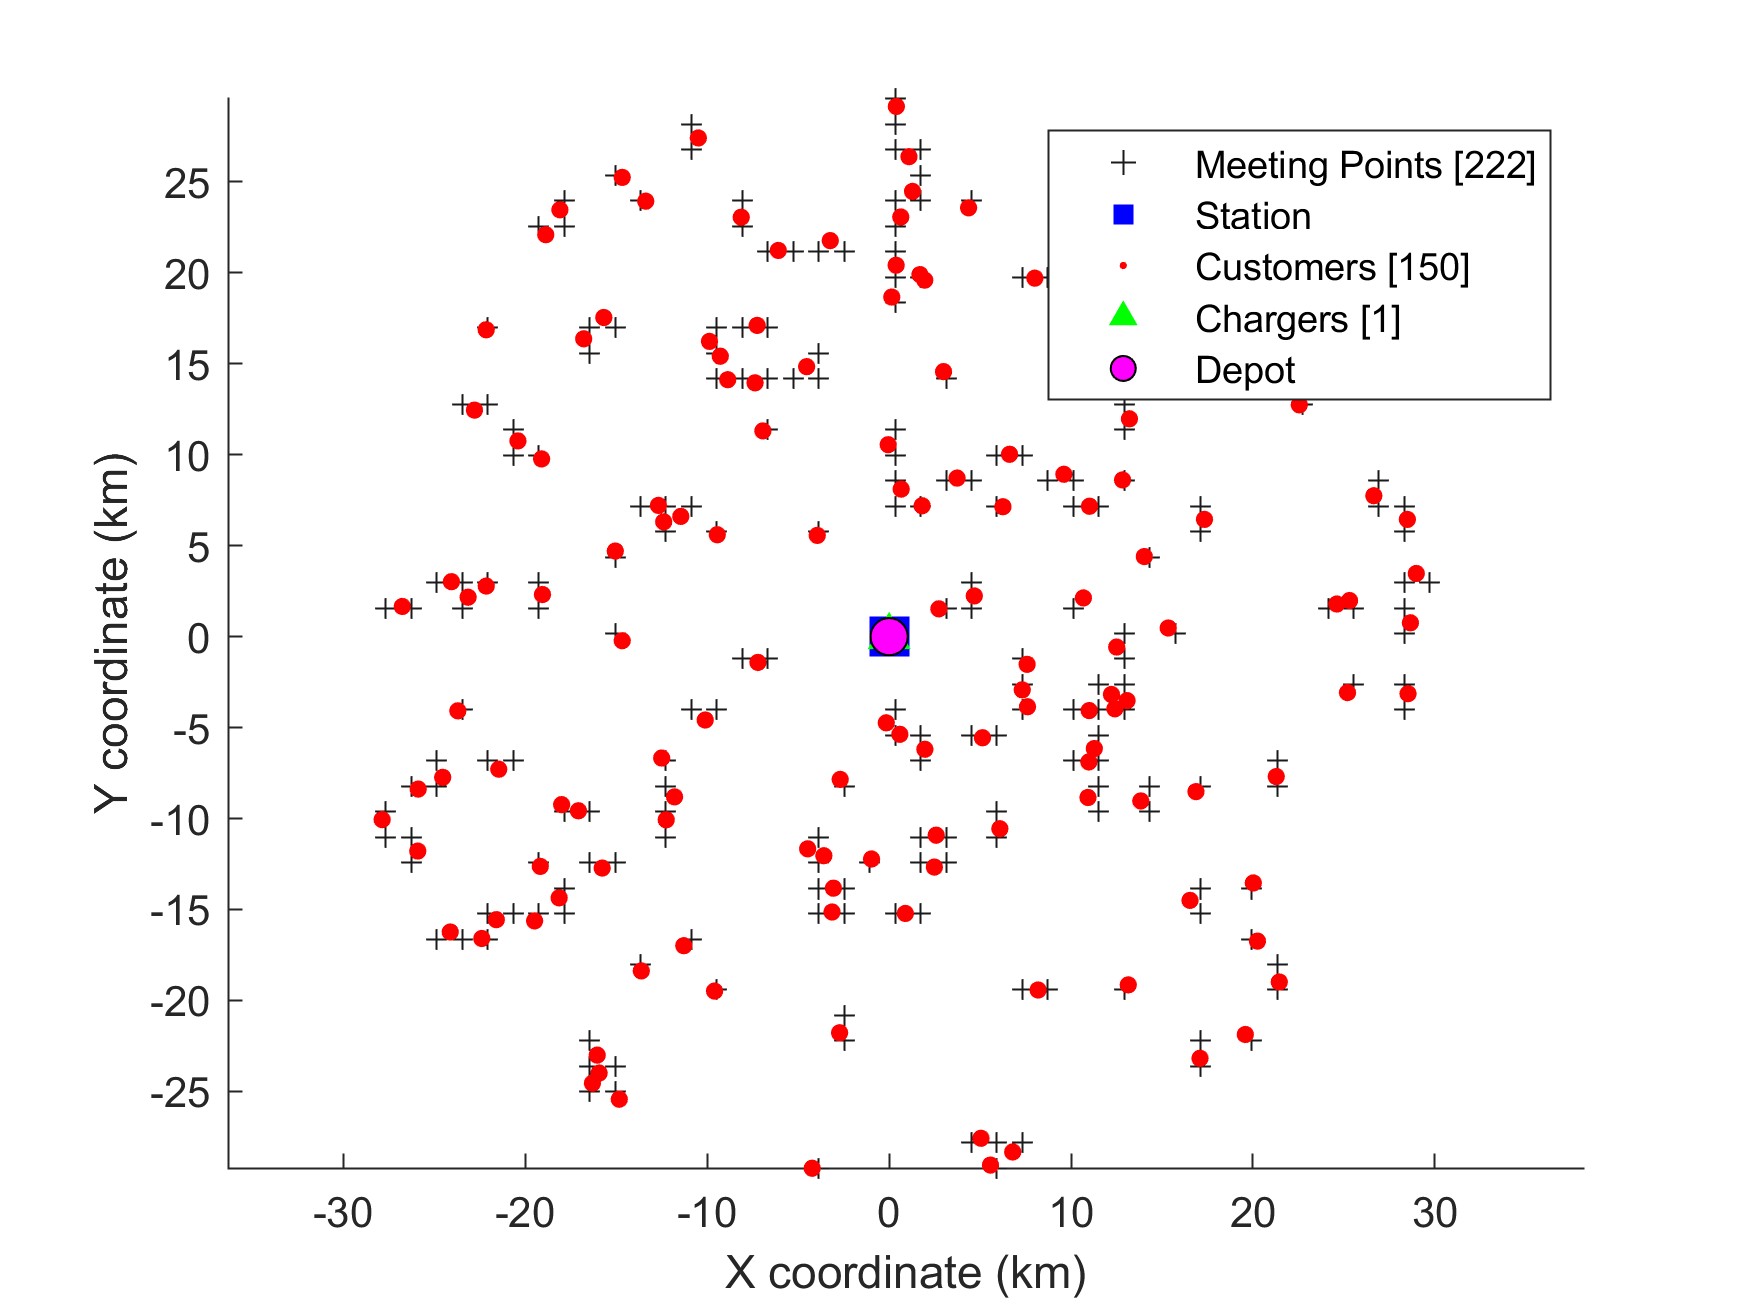 Meeting Points [222]
Station
Customers [150]
Chargers [1]
Depot
25
20
15
10
5
0
-5
-10
-15
-20
-25
Y coordinate (km)
-30 -20 -10 0 10 20 30
X coordinate (km)